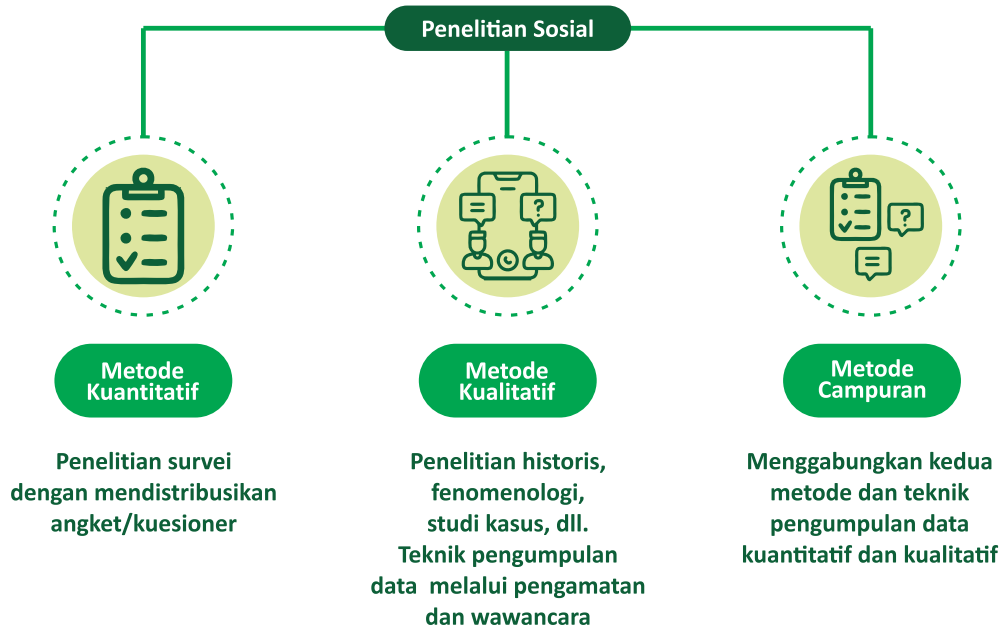 Penelitian Sosial
Metode
Kuantitatif
Penelitian survei
dengan mendistribusikan
angket/kuesioner
Metode
Kualitatif
Penelitian historis,
fenomenologi,
studi kasus, dll.
Teknik pengumpulan
data melalui pengamatan
dan wawancara
Metode
Campuran
Menggabungkan kedua
metode dan teknik
pengumpulan data
kuantitatif dan kualitatif